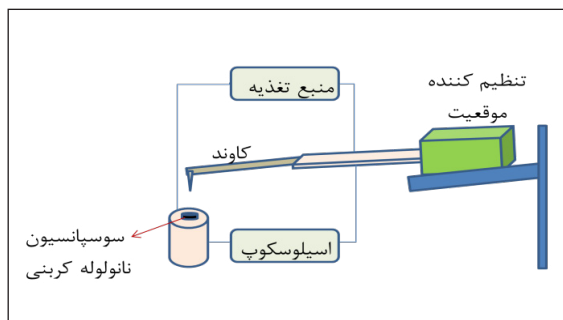 منبع تغذیه
تنظیم کننده
موقعیت
کاوند
سوسپانسیون
نانولوله کربنی
اسیلوسکوپ